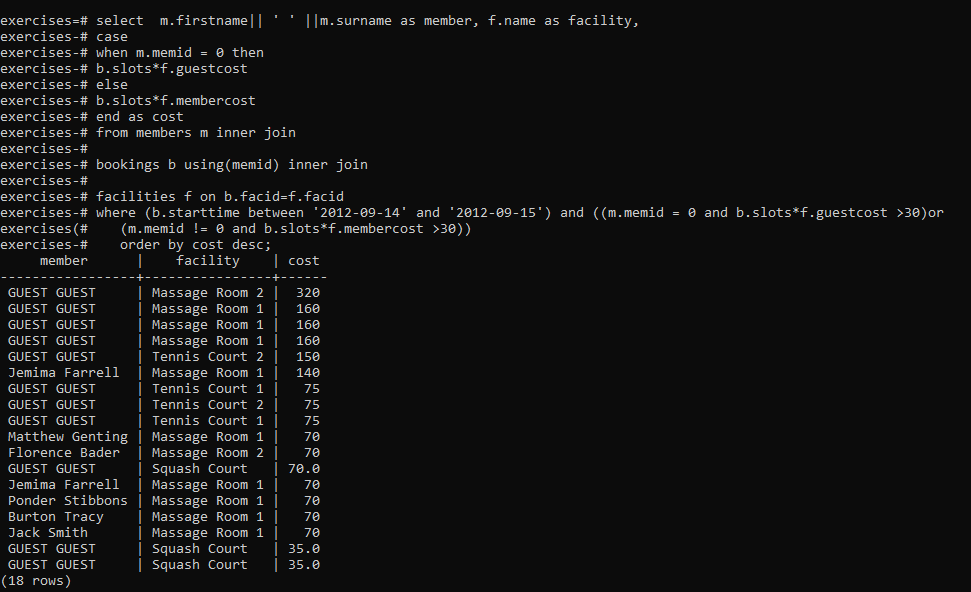 exercises=# select  m.firstname|| ' ' ||m.surname as member, f.name as facility,
exercises-# case
exercises-# when m.memid = 0 then
exercises-# b.slots*f.guestcost
exercises-# else
exercises-# b.slots*f.membercost
exercises-# end as cost
exercises-# from members m inner join
exercises-#
exercises-# bookings b using(memid) inner join
exercises-#
exercises-# facilities f on b.facid=f.facid
exercises-# where (b.starttime between '2012-09-14' and '2012-09-15') and ((m.memid = 0 and b.slots*f.guestcost >30)or
exercises(#    (m.memid != 0 and b.slots*f.membercost >30))
exercises-#    order by cost desc;
     member      |    facility    | cost
-----------------+----------------+------
 GUEST GUEST     | Massage Room 2 |  320
 GUEST GUEST     | Massage Room 1 |  160
 GUEST GUEST     | Massage Room 1 |  160
 GUEST GUEST     | Massage Room 1 |  160
 GUEST GUEST     | Tennis Court 2 |  150
 Jemima Farrell  | Massage Room 1 |  140
 GUEST GUEST     | Tennis Court 1 |   75
 GUEST GUEST     | Tennis Court 2 |   75
 GUEST GUEST     | Tennis Court 1 |   75
 Matthew Genting | Massage Room 1 |   70
 Florence Bader  | Massage Room 2 |   70
 GUEST GUEST     | Squash Court   | 70.0
 Jemima Farrell  | Massage Room 1 |   70
 Ponder Stibbons | Massage Room 1 |   70
 Burton Tracy    | Massage Room 1 |   70
 Jack Smith      | Massage Room 1 |   70
 GUEST GUEST     | Squash Court   | 35.0
 GUEST GUEST     | Squash Court   | 35.0
(18 rows)